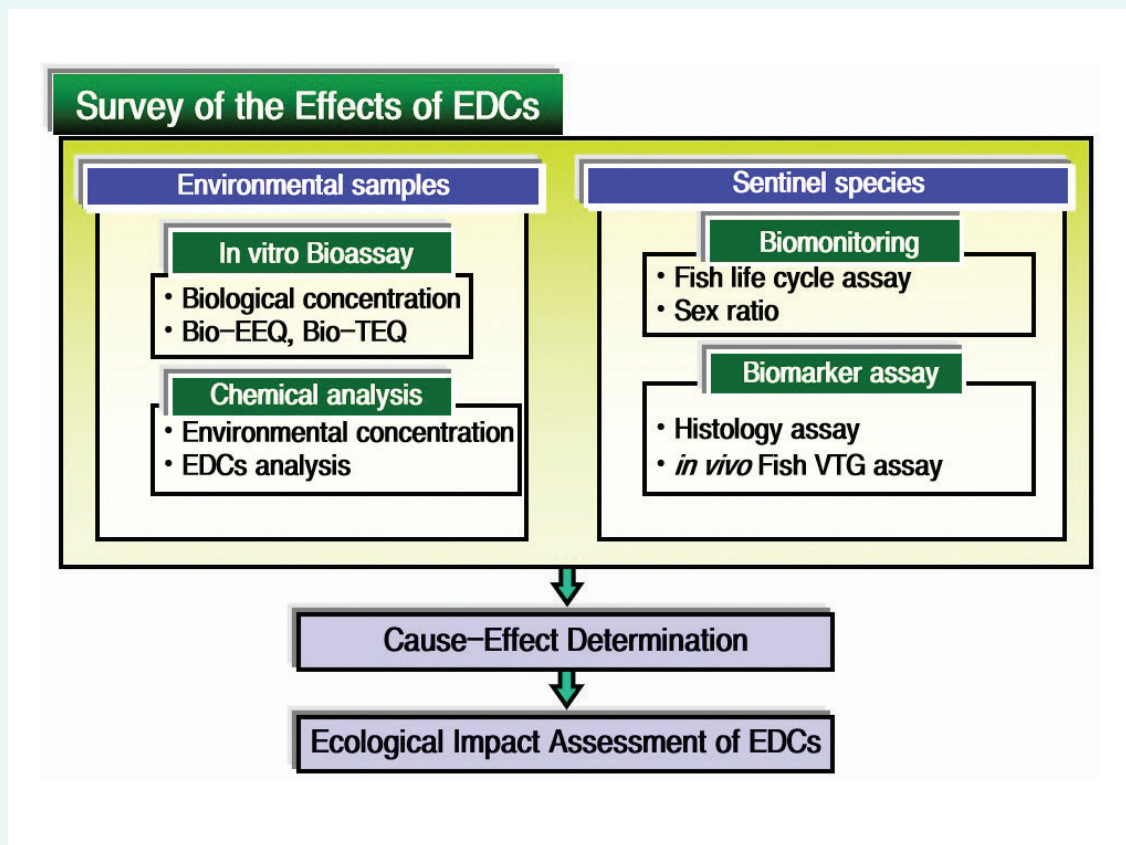 Survey of the Effects of EDCs
Environmental samples
In vitro Bioassay
• Biological concentration
• Bio-EEQ, Bio-TEQ
Chemical analysis
• Environmental concentration
• EDCs analysis
Sentinel species
Biomonitoring
• Fish life cycle assay
• Sex ratio
Biomarker assay
• Histology assay
• in vivo Fish VTG assay
Cause-Effect Determination
Ecological Impact Assessment of EDCs